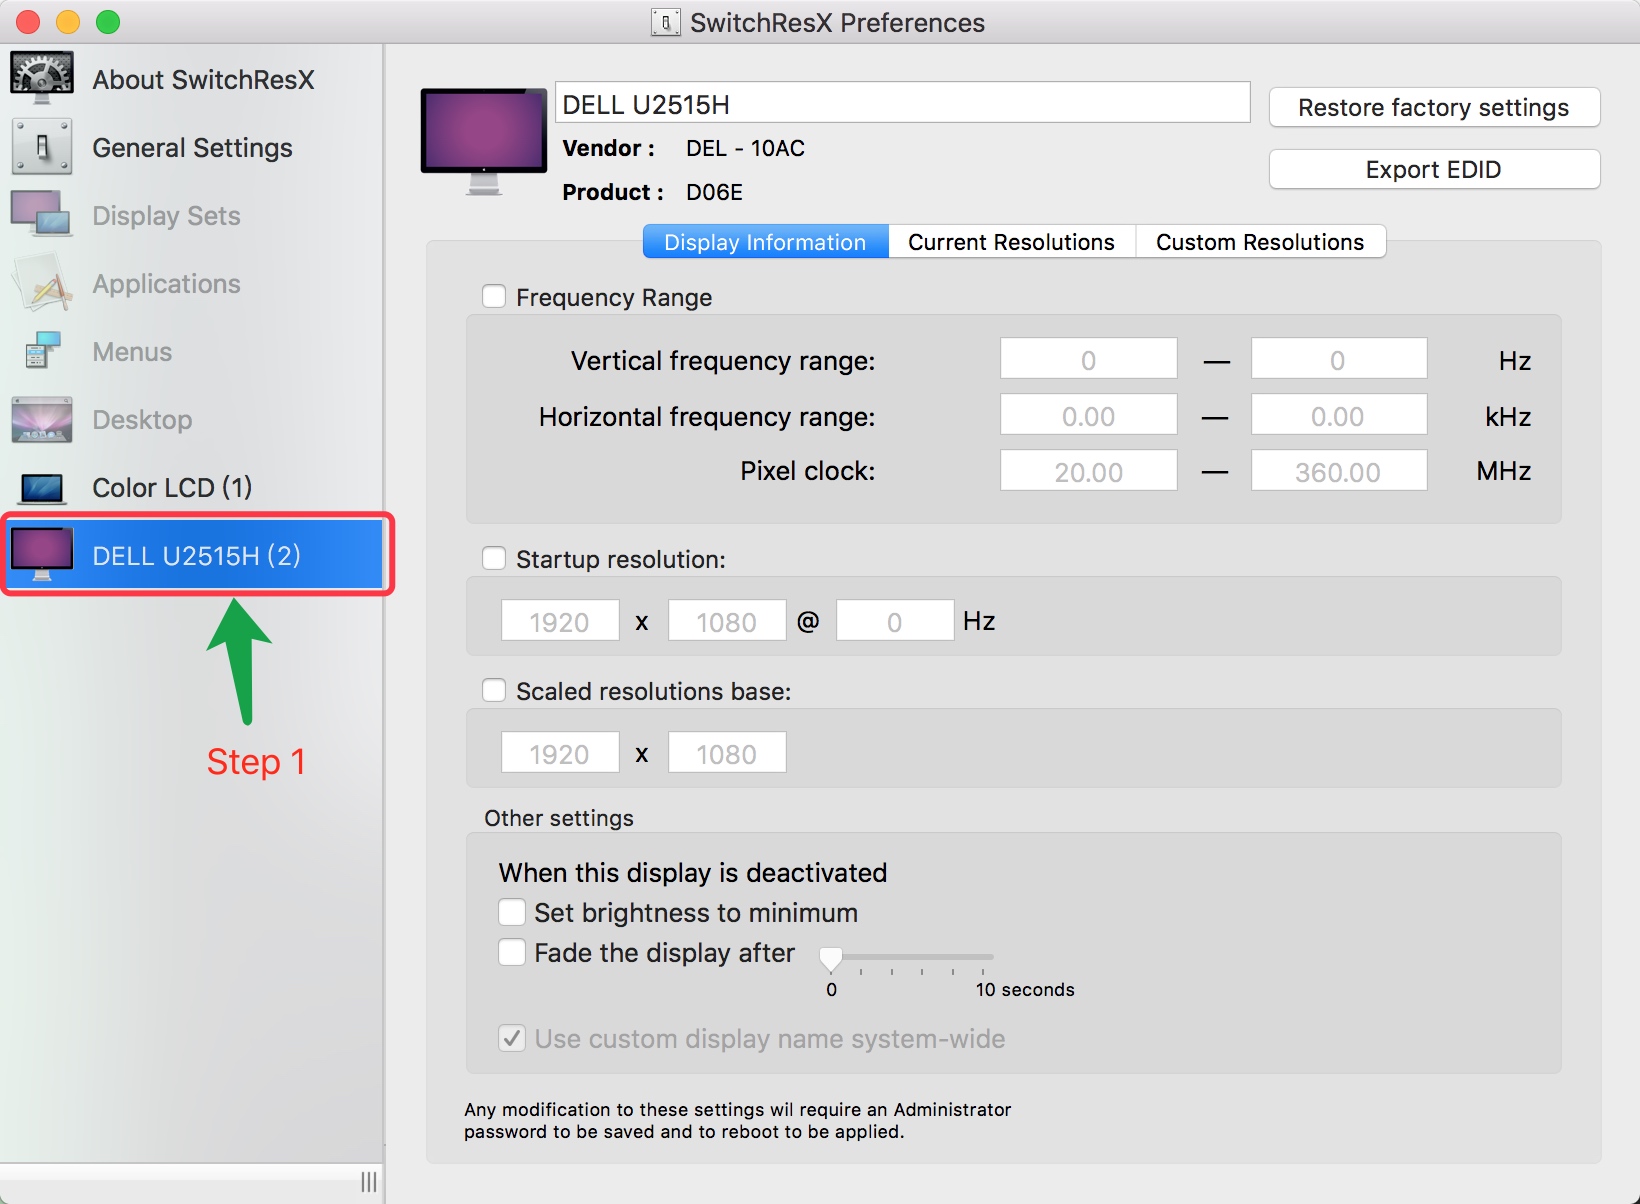 SwitchResX Preferences
About SwitchResX
General Settings
Display Sets
Applications
Menus
Desktop
Color LCD (1)
DELL U2515H (2)
Step 1
DELL U2515H
Vendor : DEL - 10AC
Product : D06E
Restore factory settings
Export EDID
Display Information Current Resolutions Custom Resolutions
Frequency Range
Vertical frequency range: 0 — 0 Hz
Horizontal frequency range: 0.00 — 0.00 kHz
Pixel clock: 20.00 — 360.00 MHz
Startup resolution:
1920 x 1080 @ 0 Hz
Scaled resolutions base:
1920 x 1080
Other settings
When this display is deactivated
Set brightness to minimum
Fade the display after
0 10 seconds
Use custom display name system-wide
Any modification to these settings wil require an Administrator
password to be saved and to reboot to be applied.